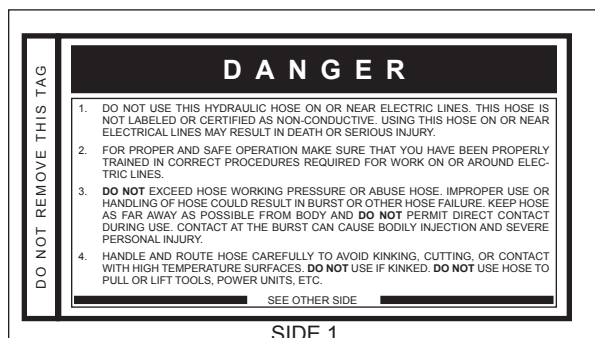 DO NOT REMOVE THIS TAG
DANGER
1. DO NOT USE THIS HYDRAULIC HOSE ON OR NEAR ELECTRIC LINES. THIS HOSE IS
NOT LABELED OR CERTIFIED AS NON-CONDUCTIVE. USING THIS HOSE ON OR NEAR
ELECTRICAL LINES MAY RESULT IN DEATH OR SERIOUS INJURY.
2. FOR PROPER AND SAFE OPERATION MAKE SURE THAT YOU HAVE BEEN PROPERLY
TRAINED IN CORRECT PROCEDURES REQUIRED FOR WORK ON OR AROUND ELEC-
TRIC LINES.
3. DO NOT EXCEED HOSE WORKING PRESSURE OR ABUSE HOSE. IMPROPER USE OR
HANDLING OF HOSE COULD RESULT IN BURST OR OTHER HOSE FAILURE. KEEP HOSE
AS FAR AWAY AS POSSIBLE FROM BODY AND DO NOT PERMIT DIRECT CONTACT
DURING USE. CONTACT AT THE BURST CAN CAUSE BODILY INJECTION AND SEVERE
PERSONAL INJURY.
4. HANDLE AND ROUTE HOSE CAREFULLY TO AVOID KINKING, CUTTING, OR CONTACT
WITH HIGH TEMPERATURE SURFACES. DO NOT USE IF KINKED. DO NOT USE HOSE TO
PULL OR LIFT TOOLS, POWER UNITS, ETC.
SEE OTHER SIDE
SIDE 1